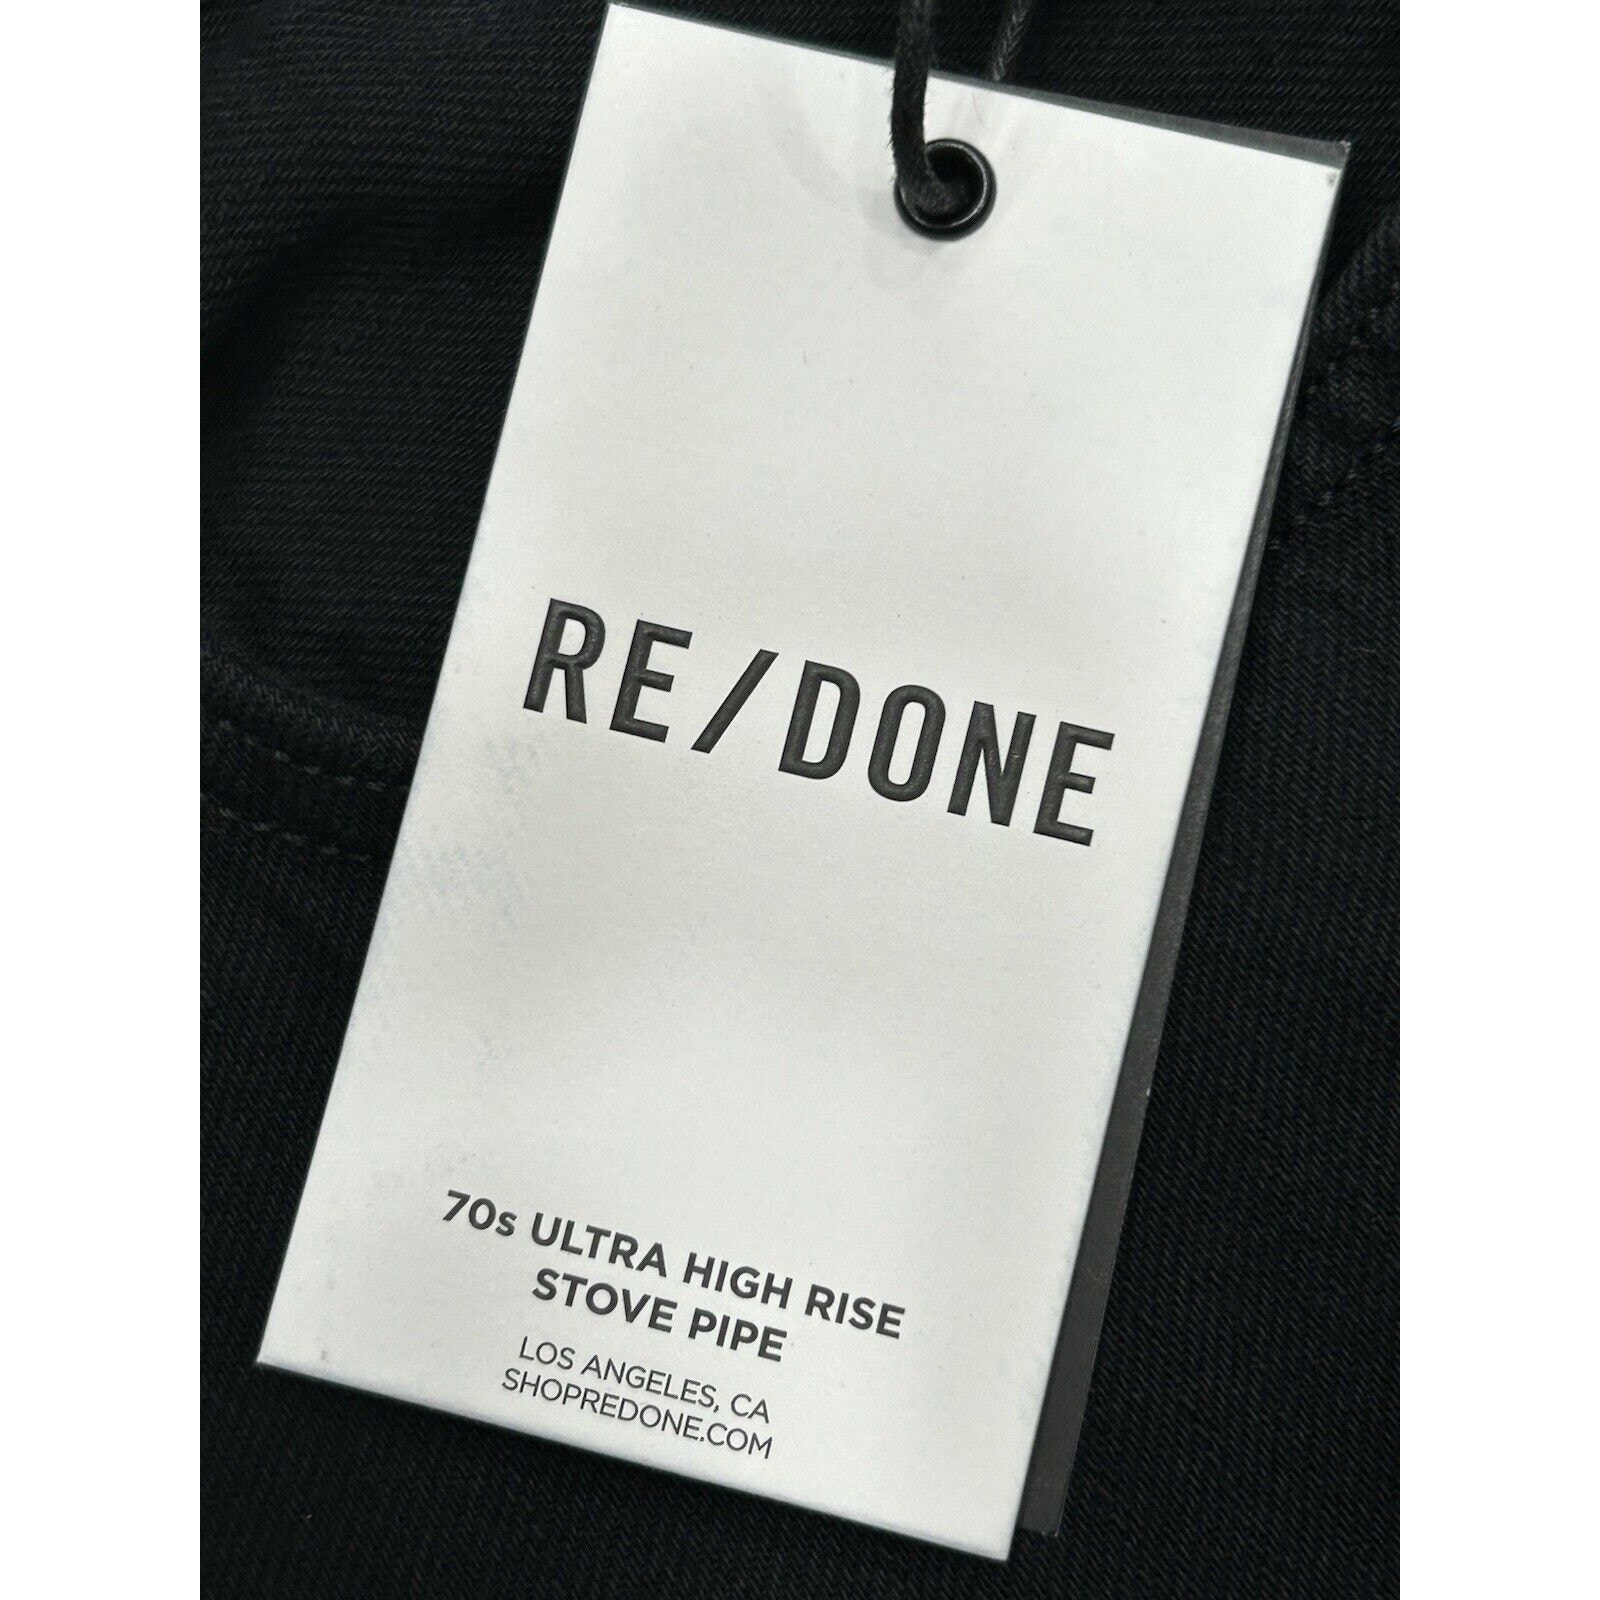 RE/DONE
70s ULTRA HIGH RISE
STOVE PIPE
LOS ANGELES, CA
SHOPREDONE.COM